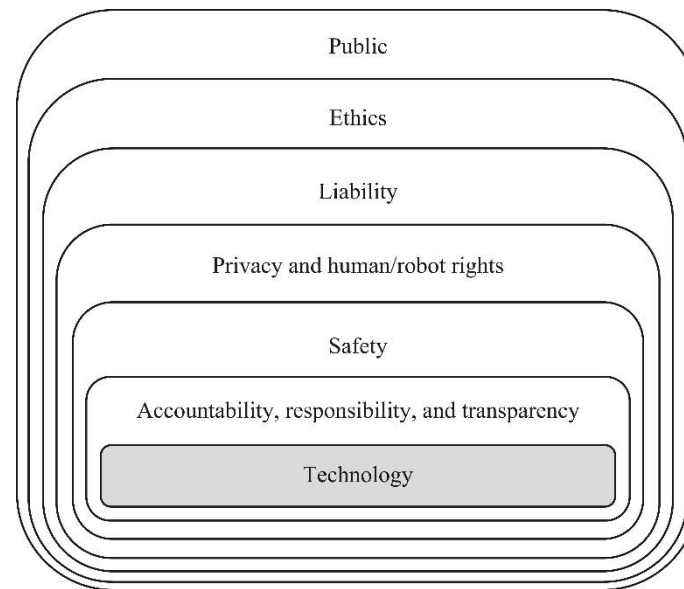 Public
Ethics
Liability
Privacy and human/robot rights
Safety
Accountability, responsibility, and transparency
Technology